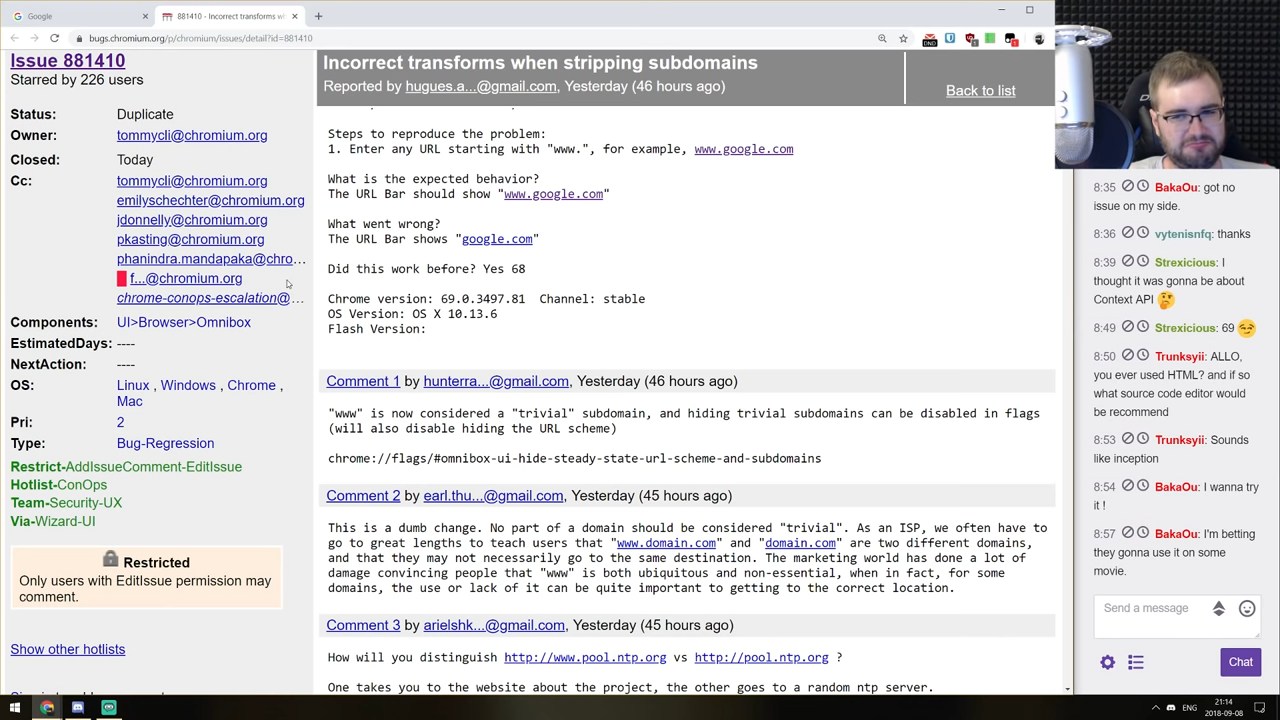 Google
881410 - Incorrect transforms wh
bugs.chromium.org/p/chromium/issues/detail?id=881410
DND
Issue 881410
Starred by 226 users
Status: Duplicate
Owner: tommycli@chromium.org
Closed: Today
Cc: tommycli@chromium.org
emilyschechter@chromium.org
jdonnelly@chromium.org
pkasting@chromium.org
phanindra.mandapaka@chro...
f...@chromium.org
chrome-conops-escalation@...
Components: UI>Browser>Omnibox
EstimatedDays: ----
NextAction: ----
OS: Linux , Windows , Chrome ,
Mac
Pri: 2
Type: Bug-Regression
Restrict-AddIssueComment-EditIssue
Hotlist-ConOps
Team-Security-UX
Via-Wizard-UI
Restricted
Only users with EditIssue permission may
comment.
Show other hotlists
Incorrect transforms when stripping subdomains
Reported by hugues.a...@gmail.com, Yesterday (46 hours ago)
Back to list
Steps to reproduce the problem:
1. Enter any URL starting with "www.", for example, www.google.com
What is the expected behavior?
The URL Bar should show "www.google.com"
What went wrong?
The URL Bar shows "google.com"
Did this work before? Yes 68
Chrome version: 69.0.3497.81 Channel: stable
OS Version: OS X 10.13.6
Flash Version:
Comment 1 by hunterra...@gmail.com, Yesterday (46 hours ago)
"www" is now considered a "trivial" subdomain, and hiding trivial subdomains can be disabled in flags
(will also disable hiding the URL scheme)
chrome://flags/#omnibox-ui-hide-steady-state-url-scheme-and-subdomains
Comment 2 by earl.thu...@gmail.com, Yesterday (45 hours ago)
This is a dumb change. No part of a domain should be considered "trivial". As an ISP, we often have to
go to great lengths to teach users that "www.domain.com" and "domain.com" are two different domains,
and that they may not necessarily go to the same destination. The marketing world has done a lot of
damage convincing people that "www" is both ubiquitous and non-essential, when in fact, for some
domains, the use or lack of it can be quite important to getting to the correct location.
Comment 3 by arielshk...@gmail.com, Yesterday (45 hours ago)
How will you distinguish http://www.pool.ntp.org vs http://pool.ntp.org ?
One takes you to the website about the project, the other goes to a random ntp server.
8:35 BakaOu: got no
issue on my side.
8:36 vytenisnfq: thanks
8:39 Strexicious: I
thought it was gonna be about
Context API
8:49 Strexicious: 69
8:50 Trunksyii: ALLO,
you ever used HTML? and if so
what source code editor would
be recommend
8:53 Trunksyii: Sounds
like inception
8:54 BakaOu: I wanna try
it !
8:57 BakaOu: I'm betting
they gonna use it on some
movie.
Send a message
Chat
ENG
21:14
2018-09-08